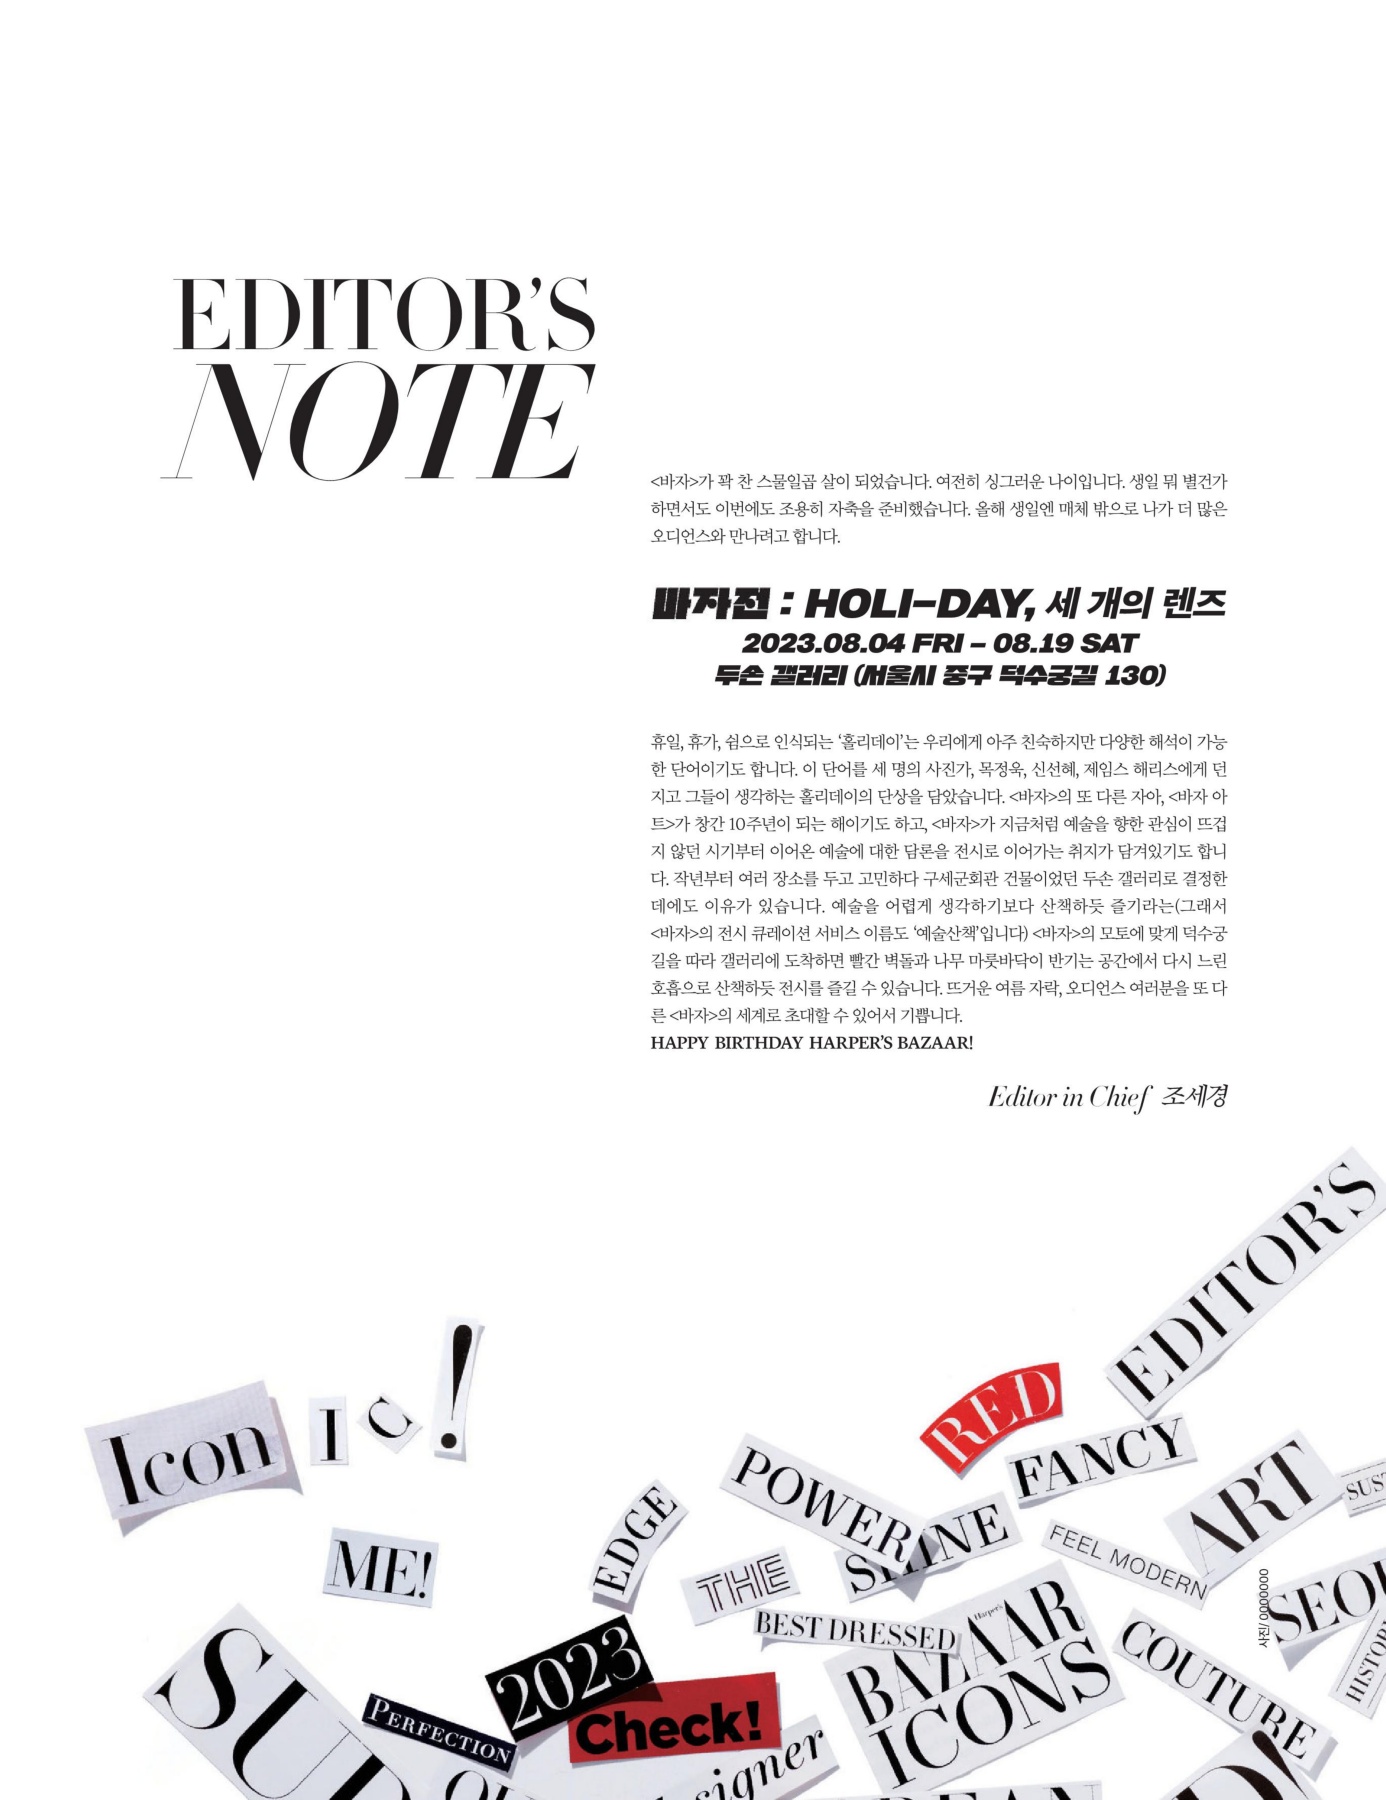 EDITOR'S
NOTE
<바자>가 꽉 찬 스물일곱 살이 되었습니다. 여전히 싱그러운 나이입니다. 생일 뭐 별건가
하면서도 이번에도 조용히 자축을 준비했습니다. 올해 생일엔 매체 밖으로 나가 더 많은
오디언스와 만나려고 합니다.
바자전 : HOLI-DAY, 세 개의 렌즈
2023.08.04 FRI – 08.19 SAT
두손 갤러리 (서울시 중구 덕수궁길 130)
휴일, 휴가, 쉼으로 인식되는 ‘홀리데이’는 우리에게 아주 친숙하지만 다양한 해석이 가능
한 단어이기도 합니다. 이 단어를 세 명의 사진가, 목정욱, 신선혜, 제임스 해리스에게 던
지고 그들이 생각하는 홀리데이의 단상을 담았습니다. <바자>의 또 다른 자아, <바자 아
트>가 창간 10주년이 되는 해이기도 하고, <바자>가 지금처럼 예술을 향한 관심이 뜨겁
지 않던 시기부터 이어온 예술에 대한 담론을 전시로 이어가는 취지가 담겨있기도 합니
다. 작년부터 여러 장소를 두고 고민하다 구세군회관 건물이었던 두손 갤러리로 결정한
데에도 이유가 있습니다. 예술을 어렵게 생각하기보다 산책하듯 즐기라는(그래서
<바자>의 전시 큐레이션 서비스 이름도 ‘예술산책’입니다) <바자>의 모토에 맞게 덕수궁
길을 따라 갤러리에 도착하면 빨간 벽돌과 나무 마룻바닥이 반기는 공간에서 다시 느린
호흡으로 산책하듯 전시를 즐길 수 있습니다. 뜨거운 여름 자락, 오디언스 여러분을 또 다
른 <바자>의 세계로 초대할 수 있어서 기쁩니다.
HAPPY BIRTHDAY HARPER'S BAZAAR!
Editor in Chief 조세경
EDITOR'S
Icon I C !
RED
FANCY
POWER
ART
SUST
EDGE
SHINE
ME!
FEEL MODERN
THE
SEOU
BEST DRESSED
Harper's
BAZAAR
ICONS
COUTURE
HISTOR
사진/ 0000000
2023
Check!
PERFECTION
signer